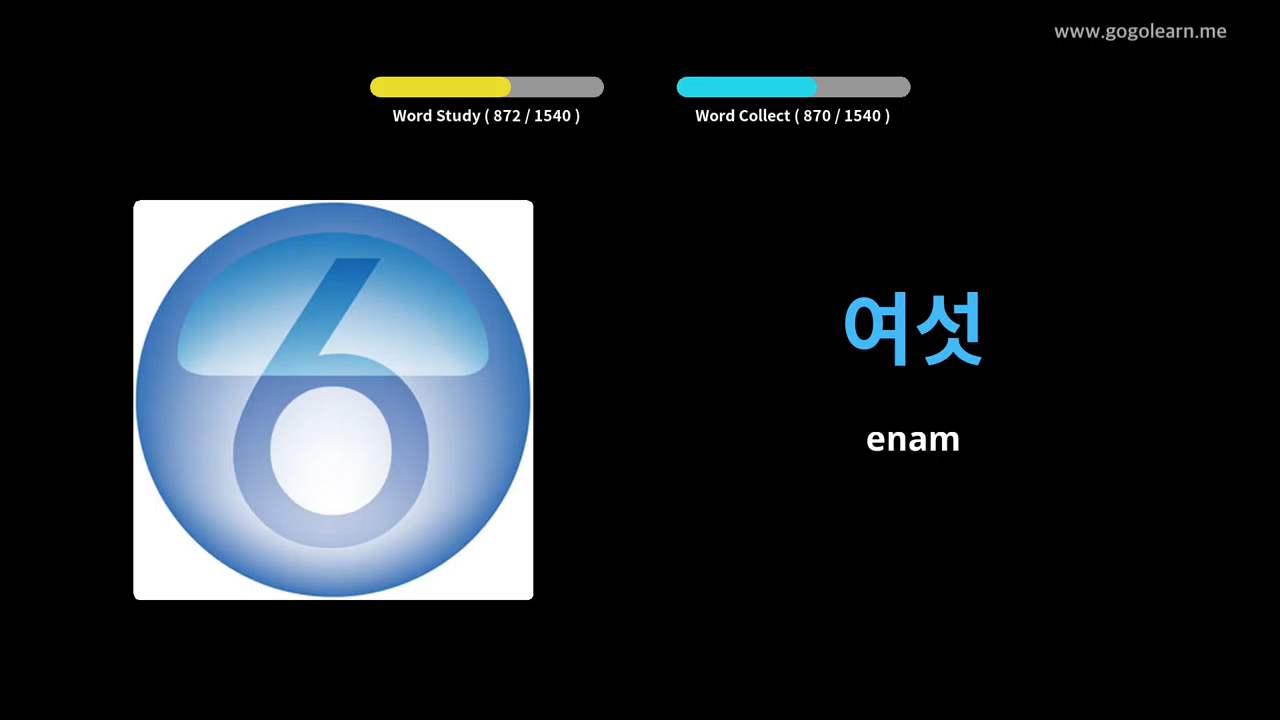 www.gogolearn.me
Word Study ( 872 / 1540 )
Word Collect ( 870 / 1540 )
6
여섯
enam